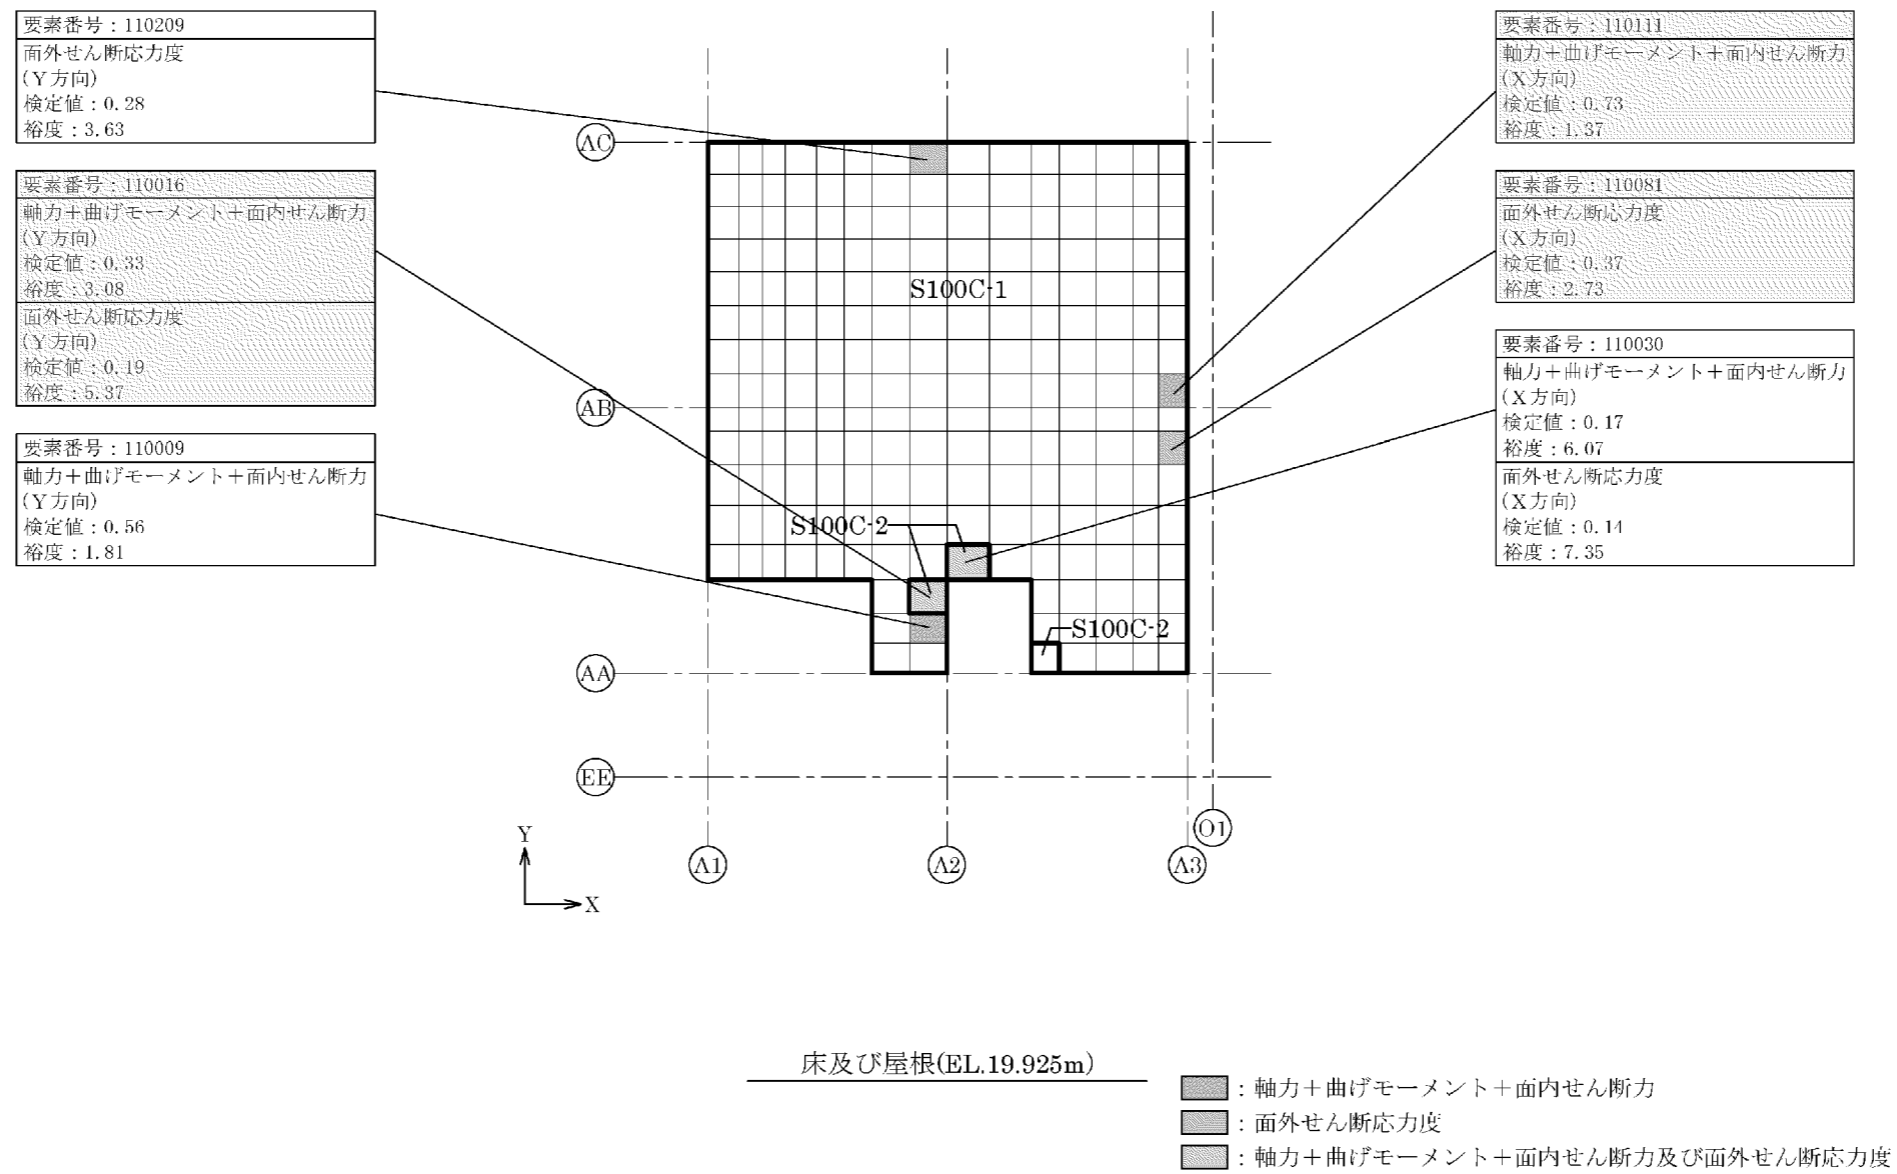 要素番号：110209
面外せん断応力度
(Y方向)
検定値：0.28
裕度：3.63
要素番号：110016
軸力＋曲げモーメント＋面内せん断力
(Y方向)
検定値：0.33
裕度：3.08
面外せん断応力度
(Y方向)
検定値：0.19
裕度：5.37
要素番号：110009
軸力＋曲げモーメント＋面内せん断力
(Y方向)
検定値：0.56
裕度：1.81
要素番号：110111
軸力＋曲げモーメント＋面内せん断力
(X方向)
検定値：0.73
裕度：1.37
要素番号：110081
面外せん断応力度
(X方向)
検定値：0.37
裕度：2.73
要素番号：110030
軸力＋曲げモーメント＋面内せん断力
(X方向)
検定値：0.17
裕度：6.07
面外せん断応力度
(X方向)
検定値：0.14
裕度：7.35
AC
S100C-1
AB
S100C-2
S100C-2
AA
EE
O1
A1
A2
A3
Y
X
床及び屋根(EL.19.925m)
：軸力＋曲げモーメント＋面内せん断力
：面外せん断応力度
：軸力＋曲げモーメント＋面内せん断力及び面外せん断応力度